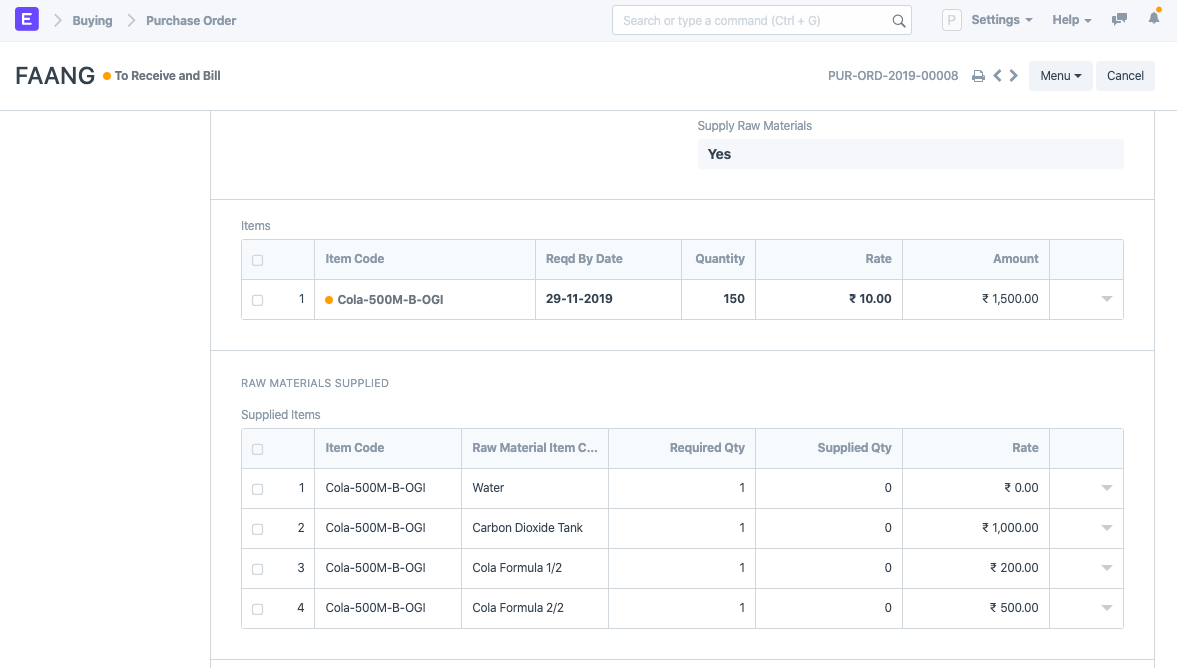 E Buying Purchase Order Search or type a command (Ctrl + G) P Settings Help
FAANG To Receive and Bill PUR-ORD-2019-00008 Menu Cancel
Supply Raw Materials
Yes
Items
Item Code Reqd By Date Quantity Rate Amount
1 Cola-500M-B-OGI 29-11-2019 150 ₹ 10.00 ₹ 1,500.00
RAW MATERIALS SUPPLIED
Supplied Items
Item Code Raw Material Item C... Required Qty Supplied Qty Rate
1 Cola-500M-B-OGI Water 1 0 ₹ 0.00
2 Cola-500M-B-OGI Carbon Dioxide Tank 1 0 ₹ 1,000.00
3 Cola-500M-B-OGI Cola Formula 1/2 1 0 ₹ 200.00
4 Cola-500M-B-OGI Cola Formula 2/2 1 0 ₹ 500.00